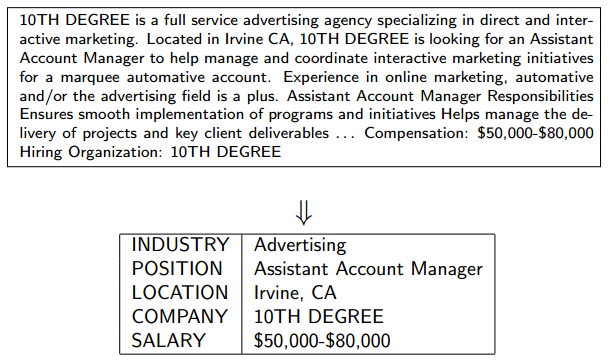 10TH DEGREE is a full service advertising agency specializing in direct and inter-
active marketing. Located in Irvine CA, 10TH DEGREE is looking for an Assistant
Account Manager to help manage and coordinate interactive marketing initiatives
for a marquee automative account. Experience in online marketing, automative
and/or the advertising field is a plus. Assistant Account Manager Responsibilities
Ensures smooth implementation of programs and initiatives Helps manage the de-
livery of projects and key client deliverables ... Compensation: $50,000-$80,000
Hiring Organization: 10TH DEGREE
⇓
INDUSTRY Advertising
POSITION Assistant Account Manager
LOCATION Irvine, CA
COMPANY 10TH DEGREE
SALARY $50,000-$80,000